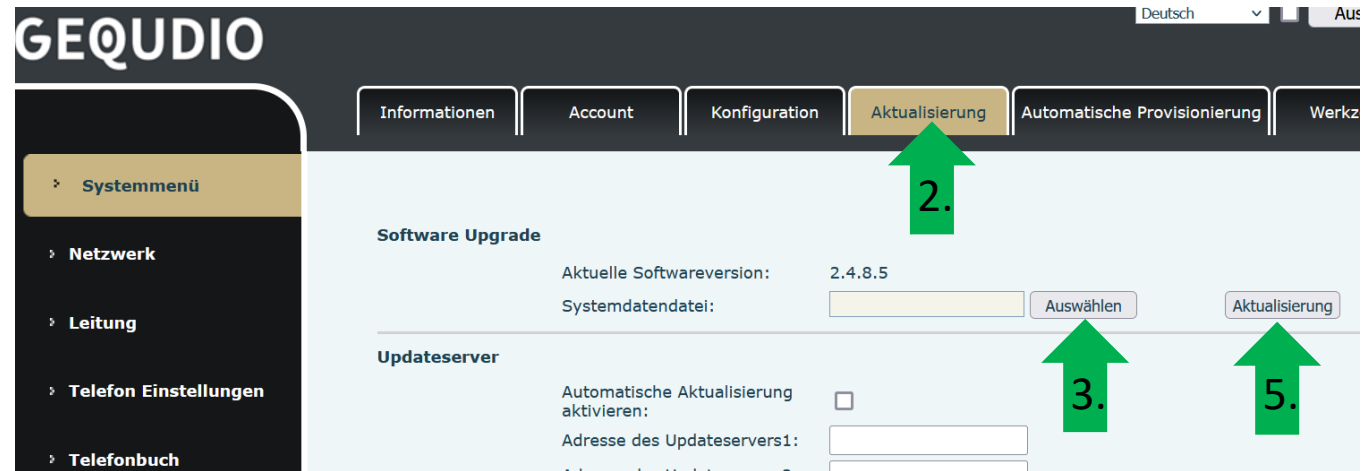 GEQUDIO
Deutsch
Informationen
Account
Konfiguration
Aktualisierung
Automatische Provisionierung
2.
Systemmenü
Netzwerk
Leitung
Telefon Einstellungen
Telefonbuch
Software Upgrade
Aktuelle Softwareversion: 2.4.8.5
Systemdatendatei: Auswählen Aktualisierung
3. 5.
Updateserver
Automatische Aktualisierung
aktivieren:
Adresse des Updateservers1: